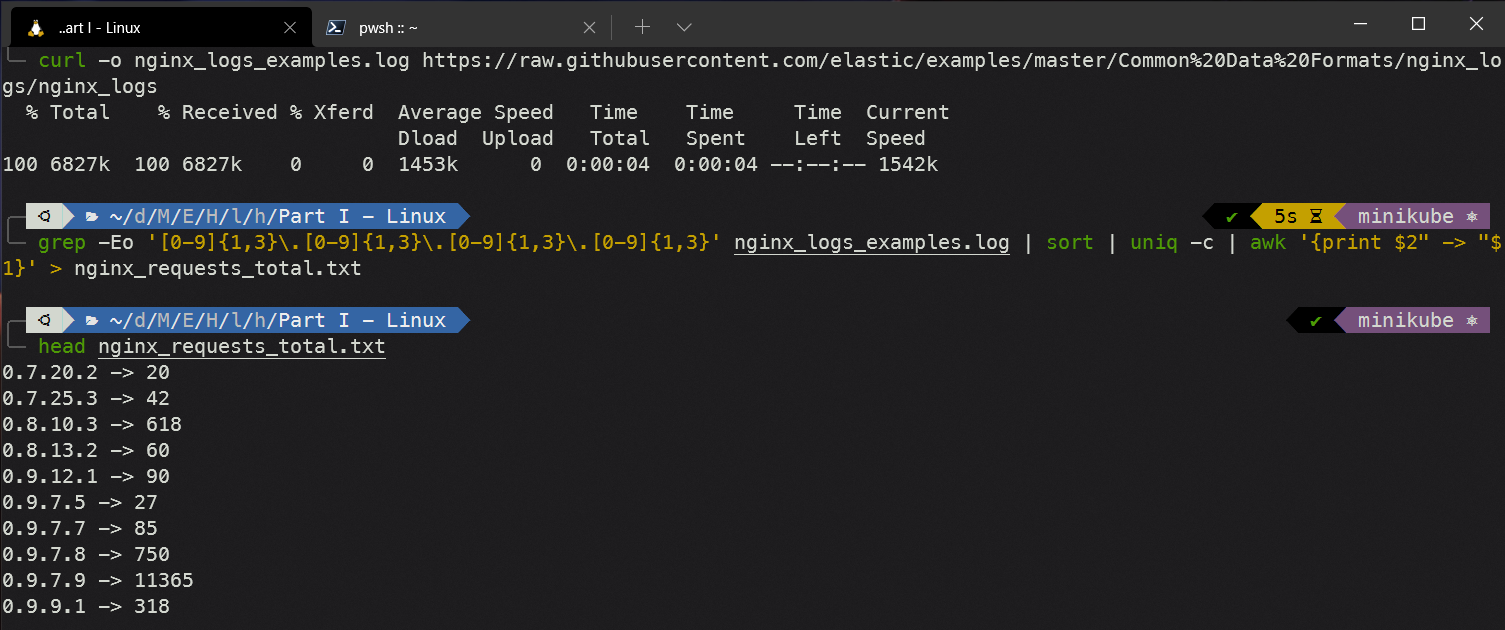 ..art I - Linux
pwsh :: ~
curl -o nginx_logs_examples.log https://raw.githubusercontent.com/elastic/examples/master/Common%20Data%20Formats/nginx_lo
gs/nginx_logs
% Total % Received % Xferd Average Speed Time Time Time Current
Dload Upload Total Spent Left Speed
100 6827k 100 6827k 0 0 1453k 0 0:00:04 0:00:04 --:--:-- 1542k
~/d/M/E/H/l/h/Part I - Linux ✔ 5s minikube ⎈
grep -Eo '[0-9]{1,3}\.[0-9]{1,3}\.[0-9]{1,3}\.[0-9]{1,3}' nginx_logs_examples.log | sort | uniq -c | awk '{print $2" -> "$
1}' > nginx_requests_total.txt
~/d/M/E/H/l/h/Part I - Linux ✔ minikube ⎈
head nginx_requests_total.txt
0.7.20.2 -> 20
0.7.25.3 -> 42
0.8.10.3 -> 618
0.8.13.2 -> 60
0.9.12.1 -> 90
0.9.7.5 -> 27
0.9.7.7 -> 85
0.9.7.8 -> 750
0.9.7.9 -> 11365
0.9.9.1 -> 318